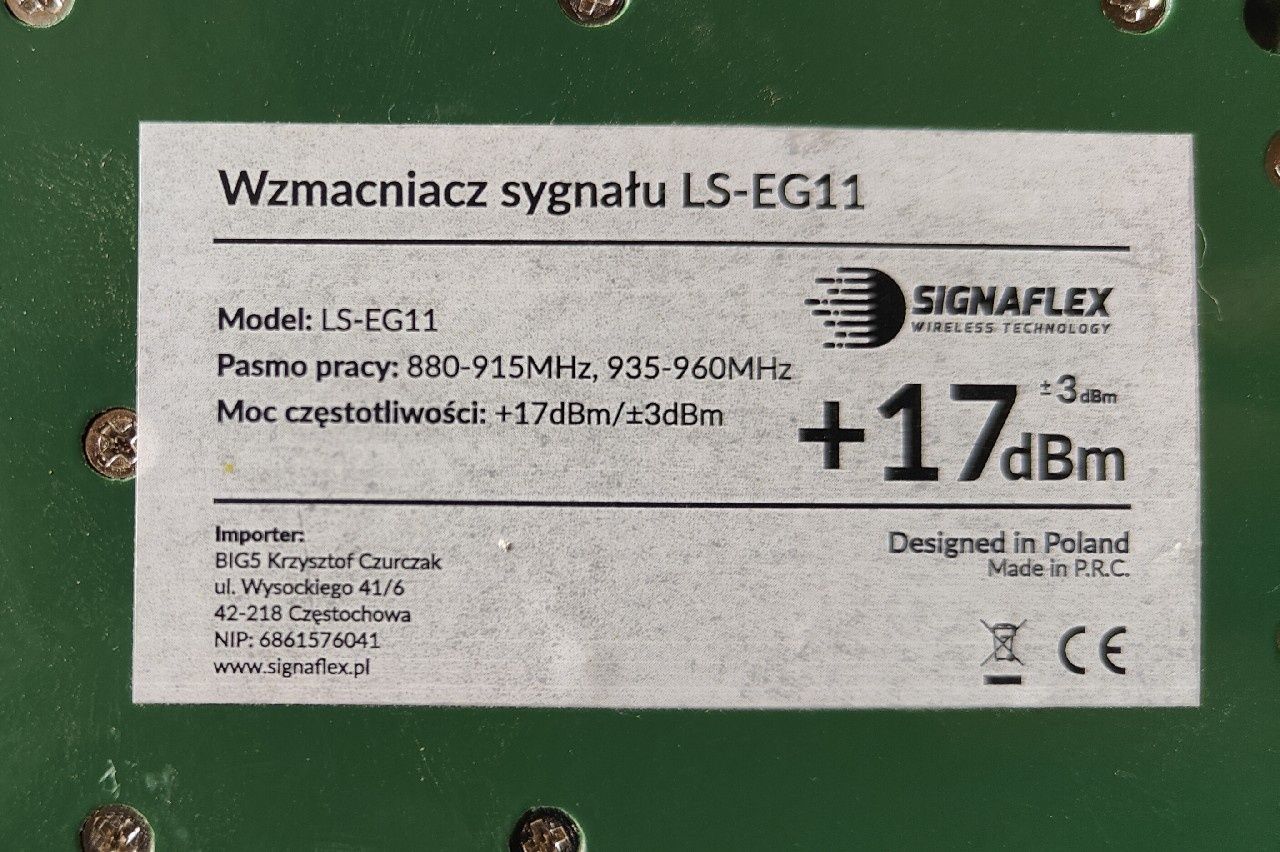 Wzmacniacz sygnału LS-EG11
SIGNAFLEX
WIRELESS TECHNOLOGY
Model: LS-EG11
Pasmo pracy: 880-915MHz, 935-960MHz
Moc częstotliwości: +17dBm/±3dBm
+17dBm ±3dBm
Importer:
BIG5 Krzysztof Czurczak
ul. Wysockiego 41/6
42-218 Częstochowa
NIP: 6861576041
www.signaflex.pl
Designed in Poland
Made in P.R.C.
CE